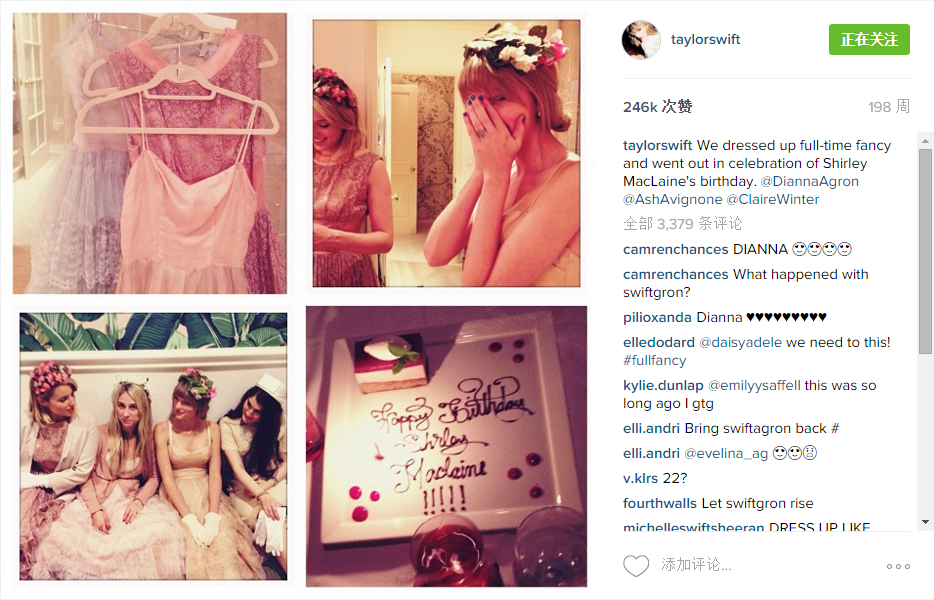 Happy Birthday
Shirley
Maclaine
!!!!!
taylorswift
正在关注
246k 次赞
198 周
taylorswift We dressed up full-time fancy
and went out in celebration of Shirley
MacLaine's birthday. @DiannaAgron
@AshAvignone @ClaireWinter
全部 3,379 条评论
camrenchances DIANNA 😍😍😍😍
camrenchances What happened with
swiftgron?
pilioxanda Dianna ♥♥♥♥♥♥♥♥♥
elledodard @daisyadele we need to this!
#fullfancy
kylie.dunlap @emilyysaffell this was so
long ago I gtg
elli.andri Bring swiftagron back #
elli.andri @evelina_ag 😍😍😩
v.klrs 22?
fourthwalls Let swiftgron rise
michelleswiftsheeran DRESS UP LIKE
添加评论...